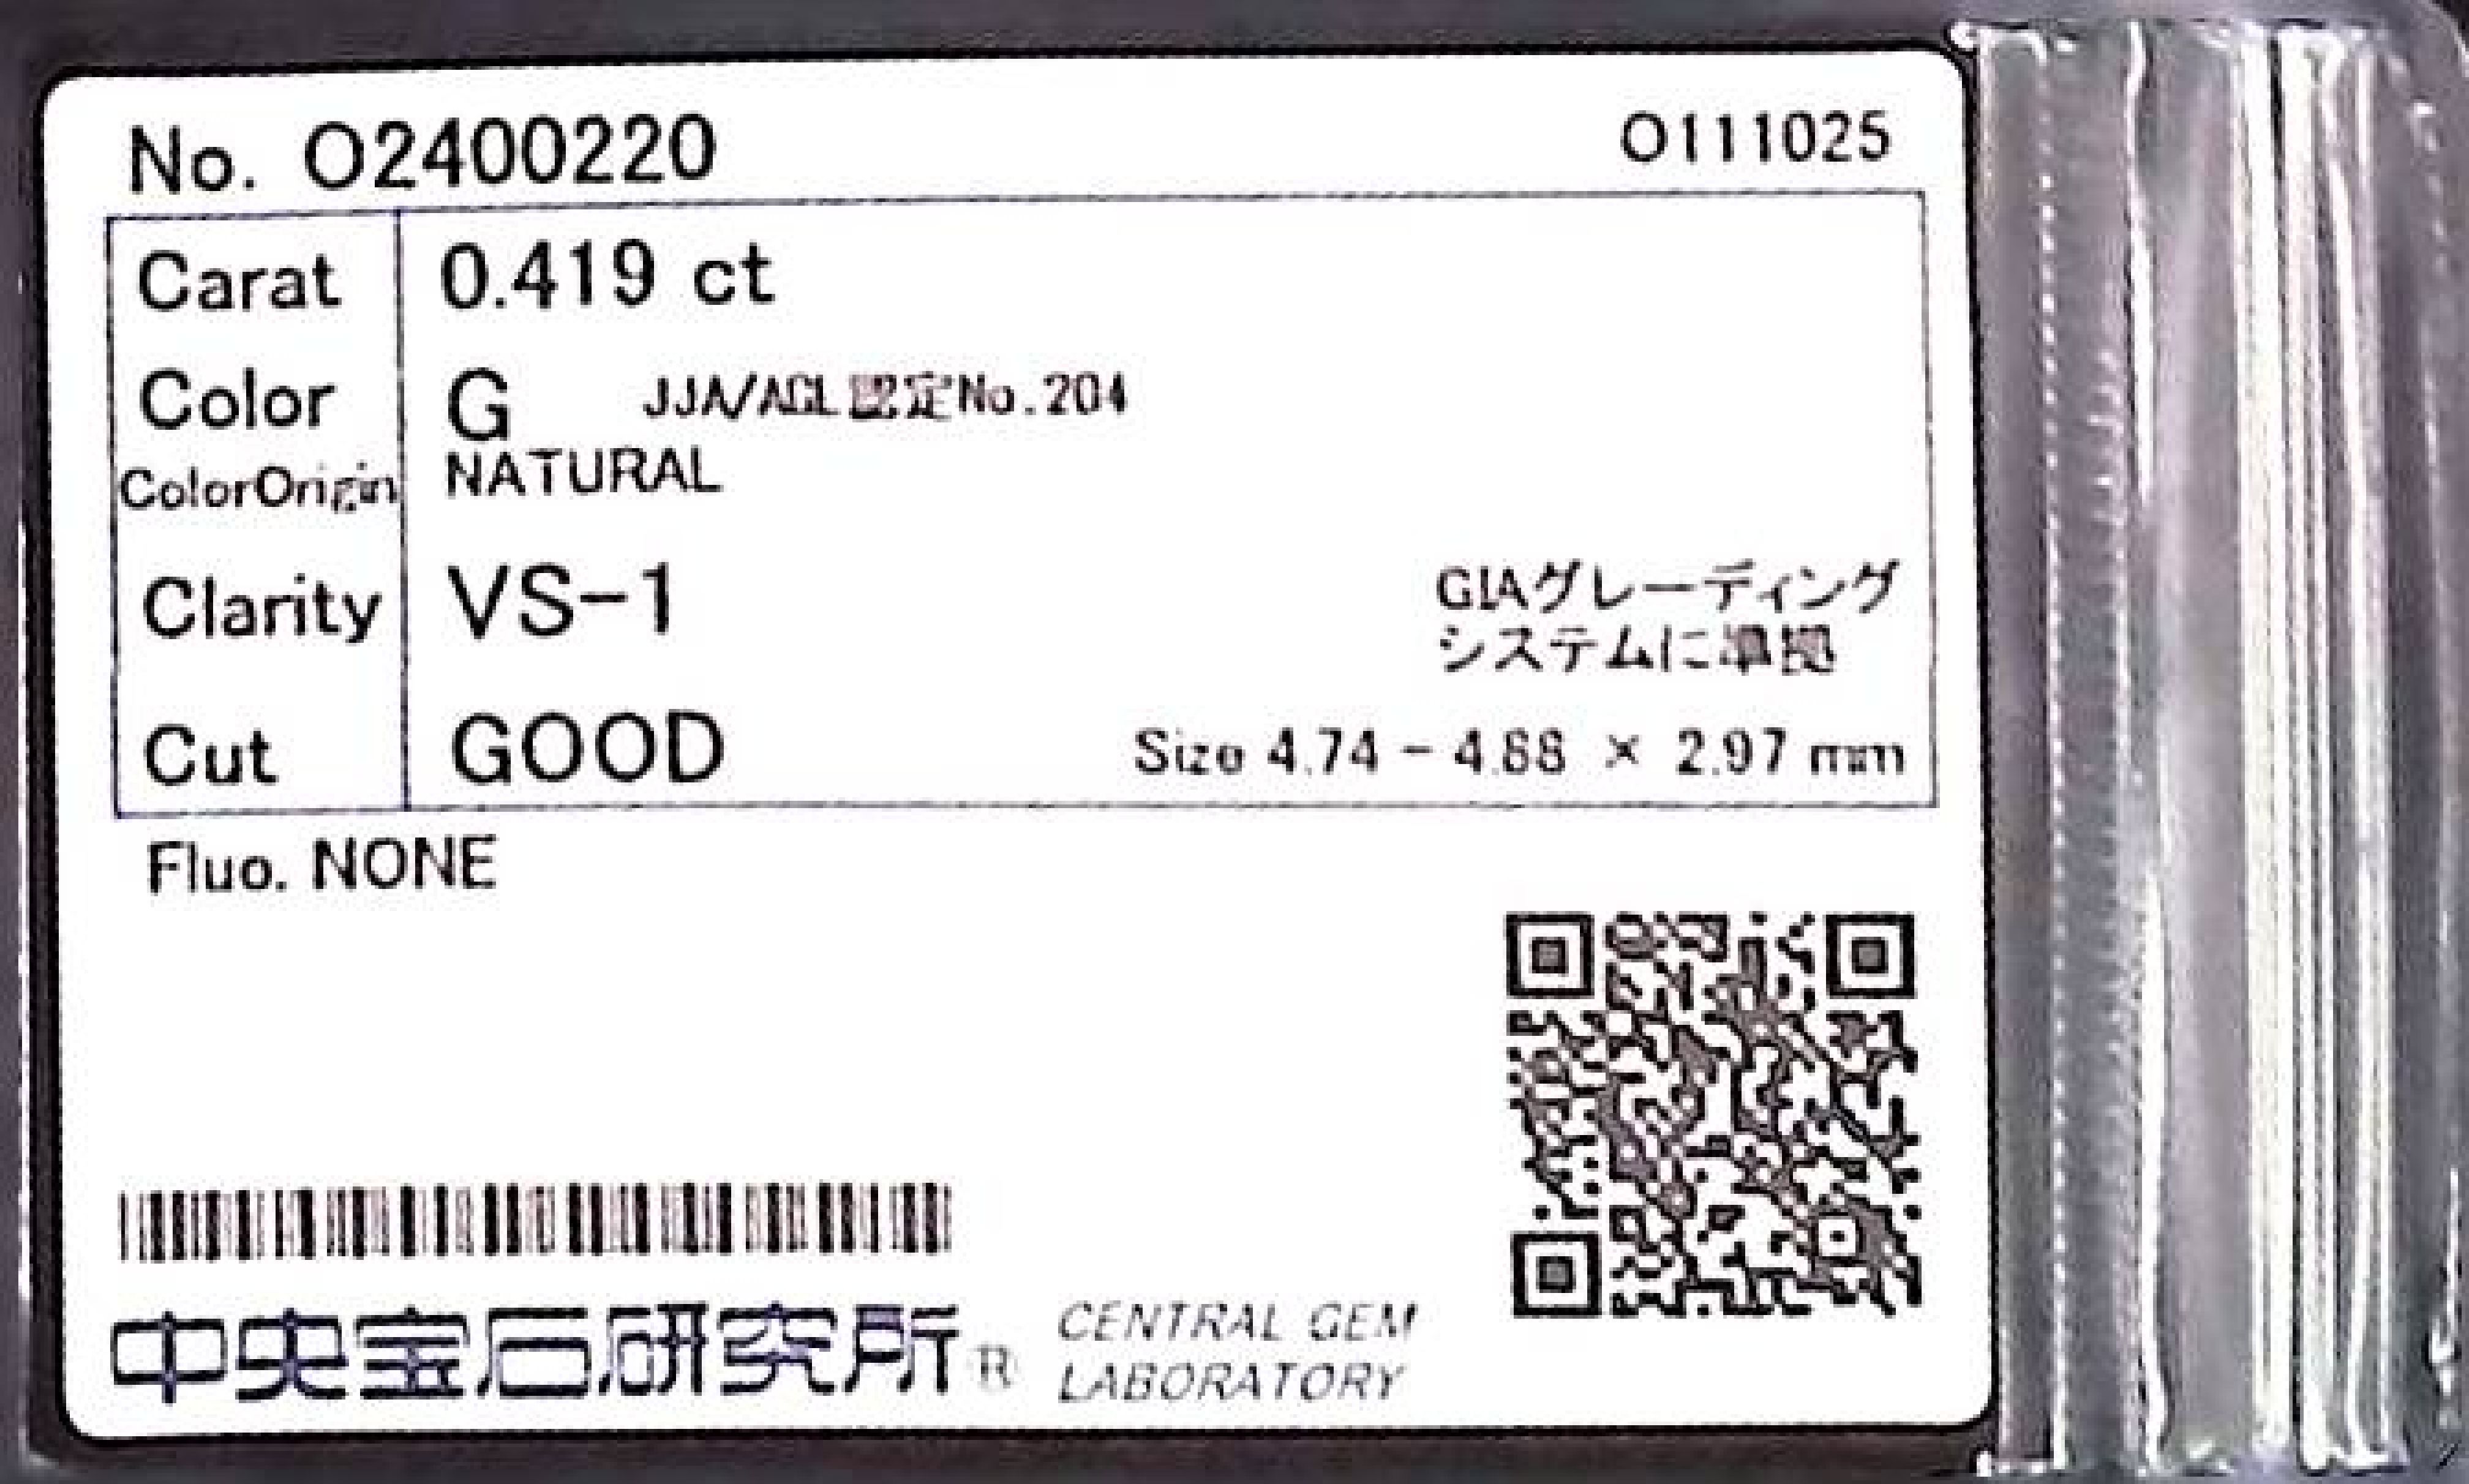 No. O2400220
O111025
Carat 0.419 ct
Color G JJA/AGL認定No.204
ColorOrigin NATURAL
Clarity VS-1
GIAグレーディング
システムに準拠
Cut GOOD
Size 4.74 - 4.88 × 2.97 mm
Fluo. NONE
中央宝石研究所® CENTRAL GEM
LABORATORY